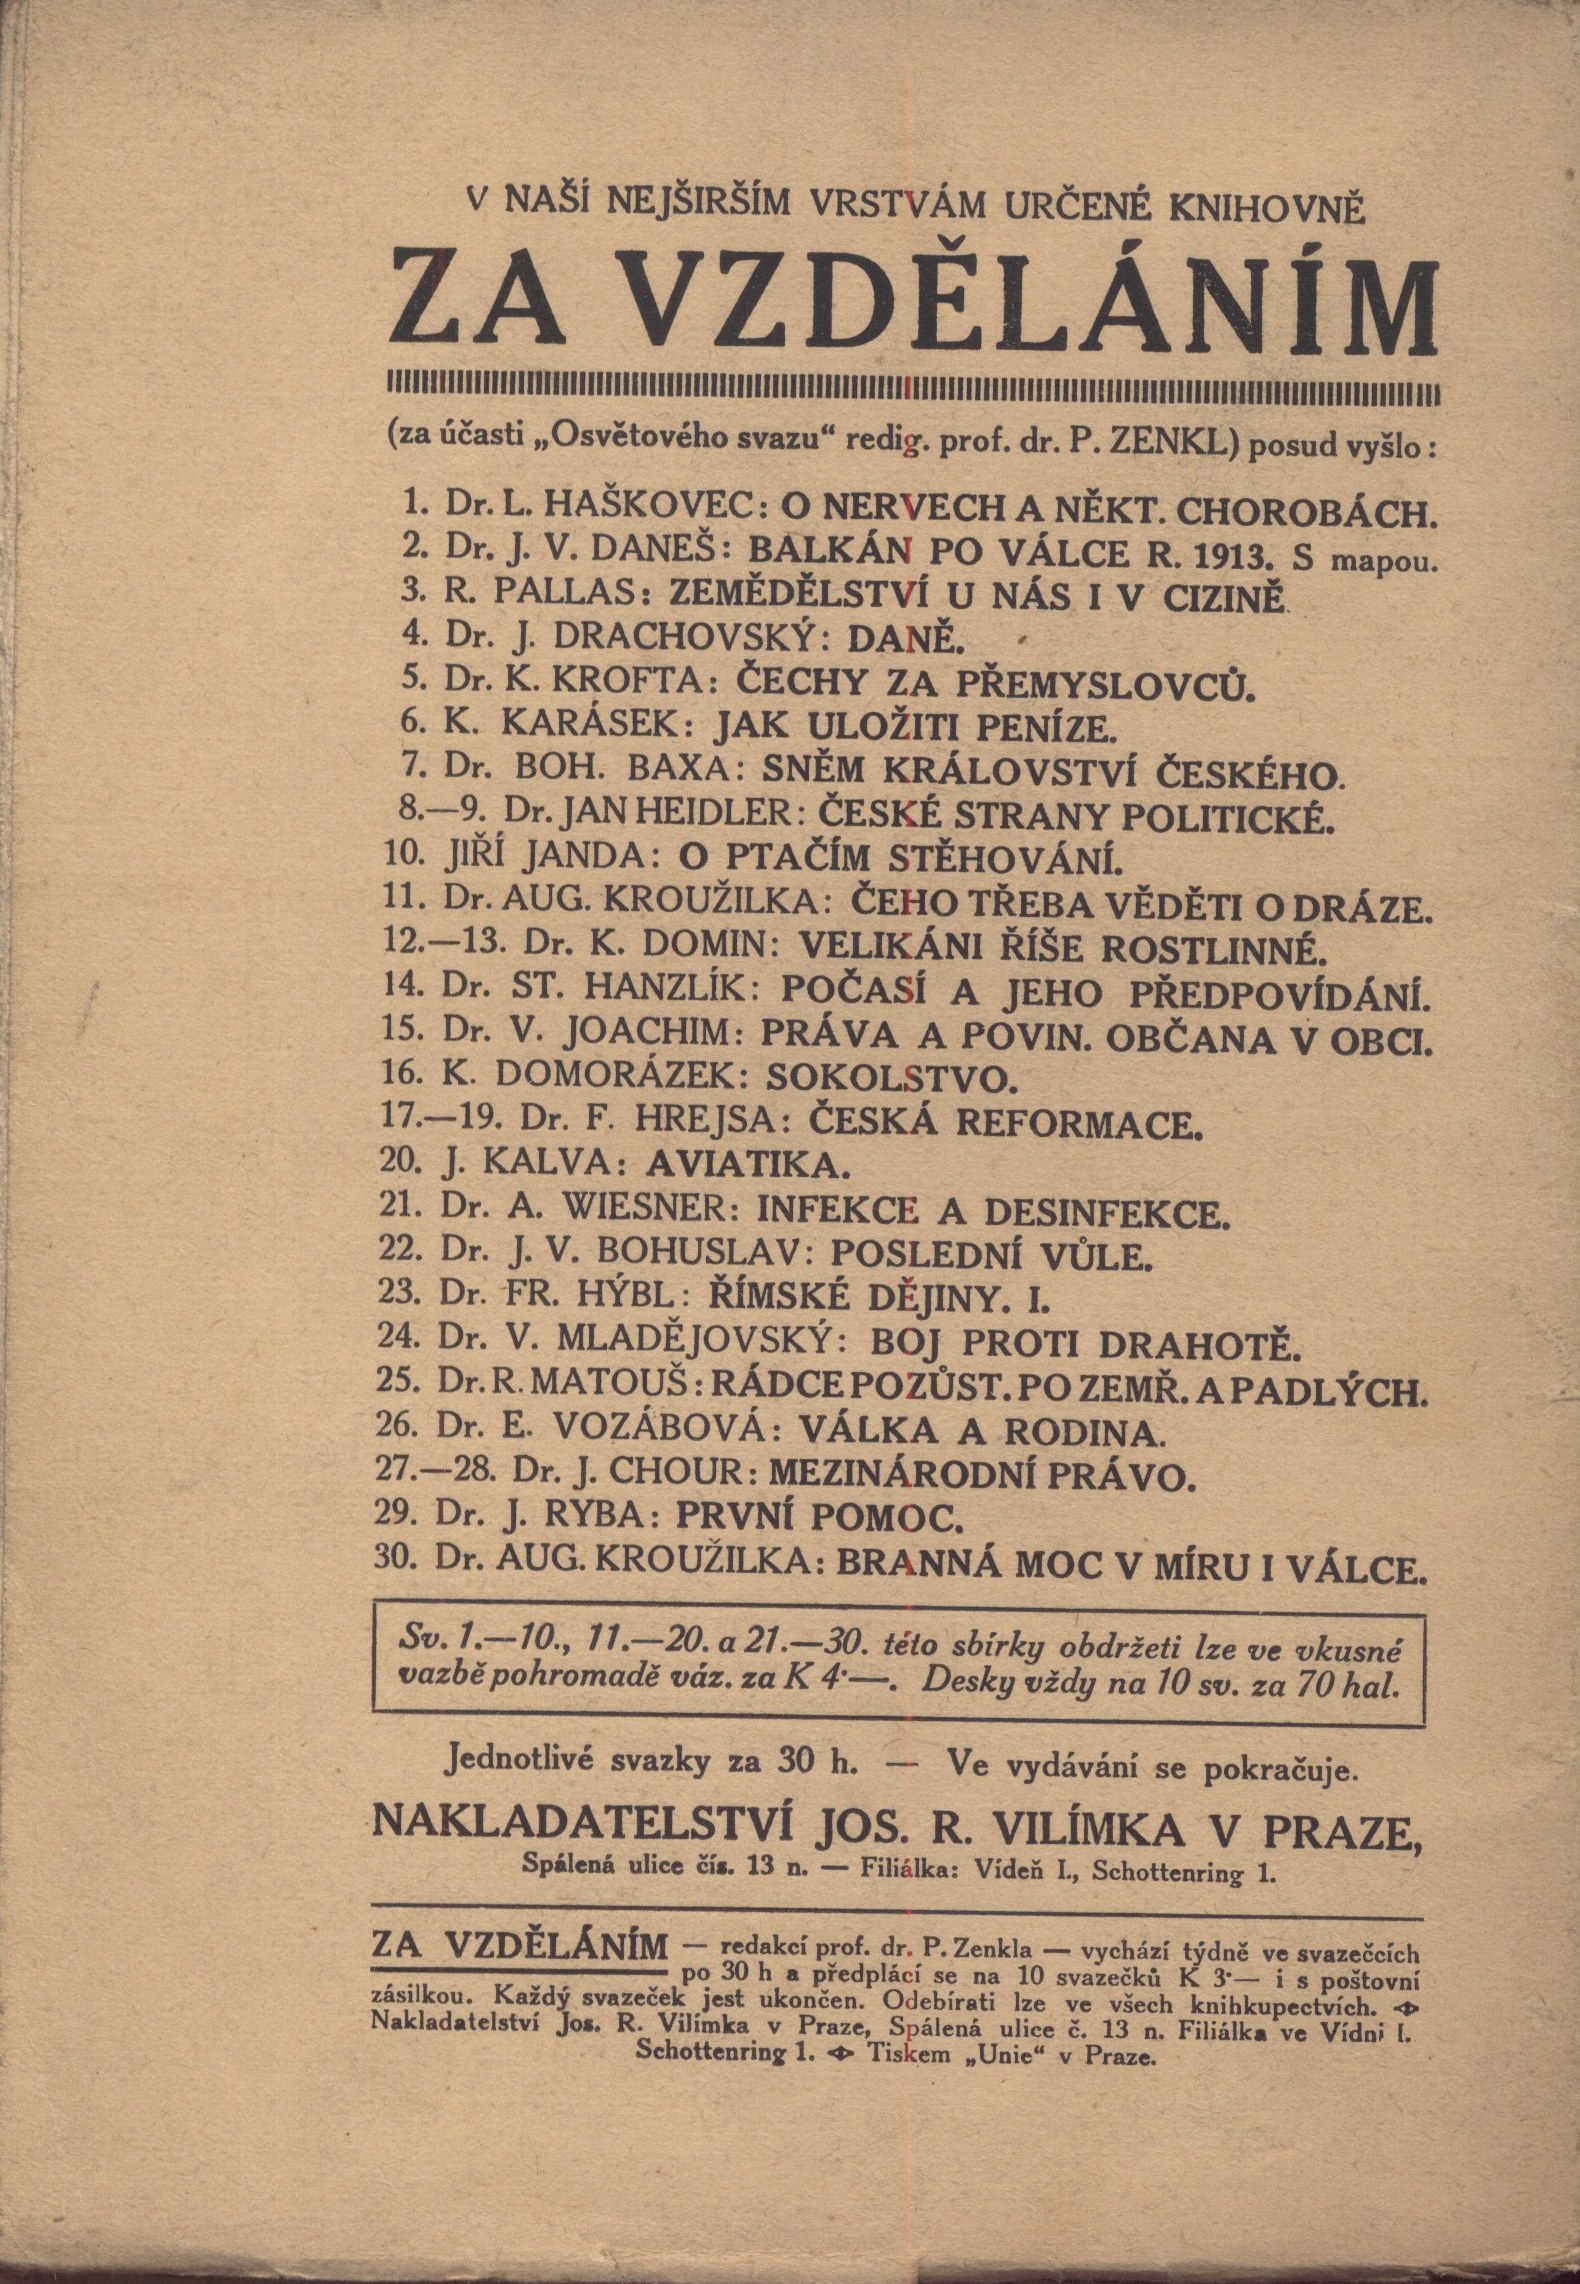 V NAŠÍ NEJŠIRŠÍM VRSTVÁM URČENÉ KNIHOVNĚ
ZA VZDĚLÁNÍM
(za účasti „Osvětového svazu“ redig. prof. dr. P. ZENKL) posud vyšlo:
1. Dr. L. HAŠKOVEC: O NERVECH A NĚKT. CHOROBÁCH.
2. Dr. J. V. DANEŠ: BALKÁN PO VÁLCE R. 1913. S mapou.
3. R. PALLAS: ZEMĚDĚLSTVÍ U NÁS I V CIZINĚ.
4. Dr. J. DRACHOVSKÝ: DANĚ.
5. Dr. K. KROFTA: ČECHY ZA PŘEMYSLOVCŮ.
6. K. KARÁSEK: JAK ULOŽITI PENÍZE.
7. Dr. BOH. BAXA: SNĚM KRÁLOVSTVÍ ČESKÉHO.
8.—9. Dr. JAN HEIDLER: ČESKÉ STRANY POLITICKÉ.
10. JIŘÍ JANDA: O PTAČÍM STĚHOVÁNÍ.
11. Dr. AUG. KROUŽILKA: ČEHO TŘEBA VĚDĚTI O DRÁZE.
12.—13. Dr. K. DOMIN: VELIKÁNI ŘÍŠE ROSTLINNÉ.
14. Dr. ST. HANZLÍK: POČASÍ A JEHO PŘEDPOVÍDÁNÍ.
15. Dr. V. JOACHIM: PRÁVA A POVIN. OBČANA V OBCI.
16. K. DOMORÁZEK: SOKOLSTVO.
17.—19. Dr. F. HREJSA: ČESKÁ REFORMACE.
20. J. KALVA: AVIATIKA.
21. Dr. A. WIESNER: INFEKCE A DESINFEKCE.
22. Dr. J. V. BOHUSLAV: POSLEDNÍ VŮLE.
23. Dr. FR. HÝBL: ŘÍMSKÉ DĚJINY. I.
24. Dr. V. MLADĚJOVSKÝ: BOJ PROTI DRAHOTĚ.
25. Dr. R. MATOUŠ: RÁDCE POZŮST. PO ZEMŘ. A PADLÝCH.
26. Dr. E. VOZÁBOVÁ: VÁLKA A RODINA.
27.—28. Dr. J. CHOUR: MEZINÁRODNÍ PRÁVO.
29. Dr. J. RYBA: PRVNÍ POMOC.
30. Dr. AUG. KROUŽILKA: BRANNÁ MOC V MÍRU I VÁLCE.
Sv. 1.—10., 11.—20. a 21.—30. této sbírky obdržeti lze ve vkusné
vazbě pohromadě váz. za K 4·—. Desky vždy na 10 sv. za 70 hal.
Jednotlivé svazky za 30 h. — Ve vydávání se pokračuje.
NAKLADATELSTVÍ JOS. R. VILÍMKA V PRAZE,
Spálená ulice čís. 13 n. — Filiálka: Vídeň I., Schottenring 1.
ZA VZDĚLÁNÍM — redakcí prof. dr. P. Zenkla — vychází týdně ve svazečcích
po 30 h a předplácí se na 10 svazečků K 3·— i s poštovní
zásilkou. Každý svazeček jest ukončen. Odebírati lze ve všech knihkupectvích.
Nakladatelství Jos. R. Vilímka v Praze, Spálená ulice č. 13 n. Filiálka ve Vídni I.
Schottenring 1. Tiskem „Unie“ v Praze.